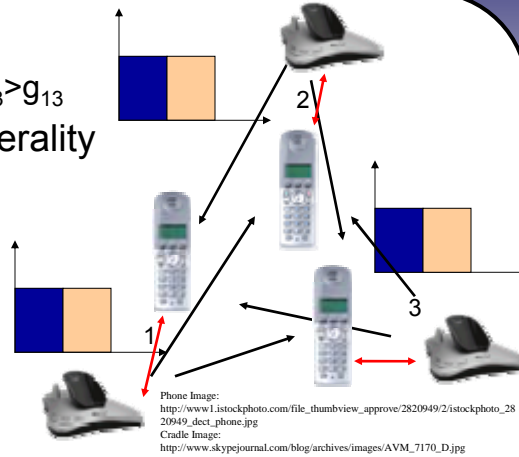 ₃>g₁₃
erality
2
3
1
Phone Image:
http://www1.istockphoto.com/file_thumbview_approve/2820949/2/istockphoto_28
20949_dect_phone.jpg
Cradle Image:
http://www.skypejournal.com/blog/archives/images/AVM_7170_D.jpg